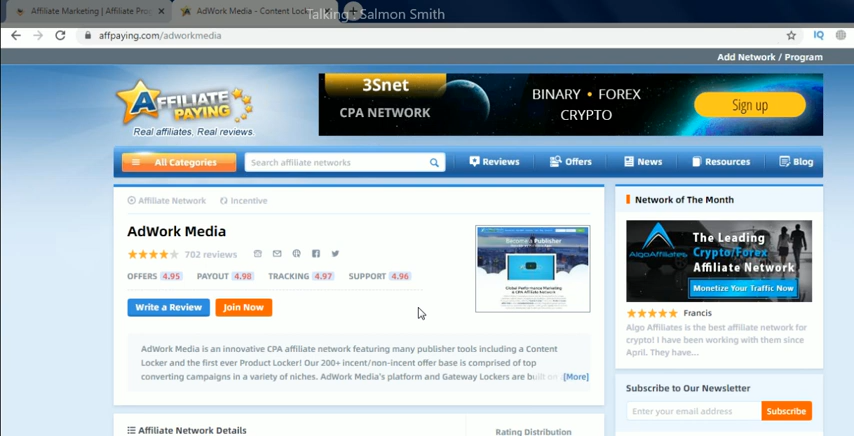 Affiliate Marketing | Affiliate Pro
AdWork Media - Content Lock
Talking: Salmon Smith
affpaying.com/adworkmedia
IQ
Add Network / Program
AFFILIATE
PAYING
Real affiliates, Real reviews.
3Snet
CPA NETWORK
BINARY • FOREX
CRYPTO
Sign up
All Categories
Search affiliate networks
Reviews
Offers
News
Resources
Blog
Affiliate Network
Incentive
AdWork Media
702 reviews
OFFERS 4.95 PAYOUT 4.98 TRACKING 4.97 SUPPORT 4.96
Write a Review
Join Now
AdWork Media is an innovative CPA affiliate network featuring many publisher tools including a Content
Locker and the first ever Product Locker! Our 200+ incent/non-incent offer base is comprised of top
converting campaigns in a variety of niches. AdWork Media's platform and Gateway Lockers are built on [More]
Affiliate Network Details
Rating Distribution
Become a Publisher
Network of The Month
AlgoAffiliates
The Leading
Crypto/Forex
Affiliate Network
Monetize Your Traffic Now
Francis
Algo Affiliates is the best affiliate network for
crypto! I have been working with them since
April. They have...
Subscribe to Our Newsletter
Enter your email address
Subscribe